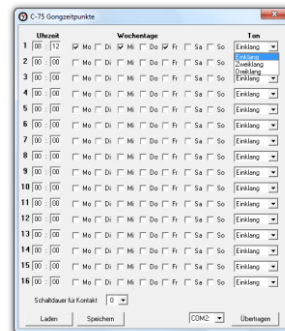 C-75 Gongzeitpunkte
Uhrzeit Wochentage Ton
1 00 : 12 Mo Di Mi Do Fr Sa So Einklang
Einklang
Zweiklang
Dreiklang
2 00 : 00 Mo Di Mi Do Fr Sa So
3 00 : 00 Mo Di Mi Do Fr Sa So Einklang
4 00 : 00 Mo Di Mi Do Fr Sa So Einklang
5 00 : 00 Mo Di Mi Do Fr Sa So Einklang
6 00 : 00 Mo Di Mi Do Fr Sa So Einklang
7 00 : 00 Mo Di Mi Do Fr Sa So Einklang
8 00 : 00 Mo Di Mi Do Fr Sa So Einklang
9 00 : 00 Mo Di Mi Do Fr Sa So Einklang
10 00 : 00 Mo Di Mi Do Fr Sa So Einklang
11 00 : 00 Mo Di Mi Do Fr Sa So Einklang
12 00 : 00 Mo Di Mi Do Fr Sa So Einklang
13 00 : 00 Mo Di Mi Do Fr Sa So Einklang
14 00 : 00 Mo Di Mi Do Fr Sa So Einklang
15 00 : 00 Mo Di Mi Do Fr Sa So Einklang
16 00 : 00 Mo Di Mi Do Fr Sa So Einklang
Schaltdauer für Kontakt 0
Laden Speichern COM2: Übertragen